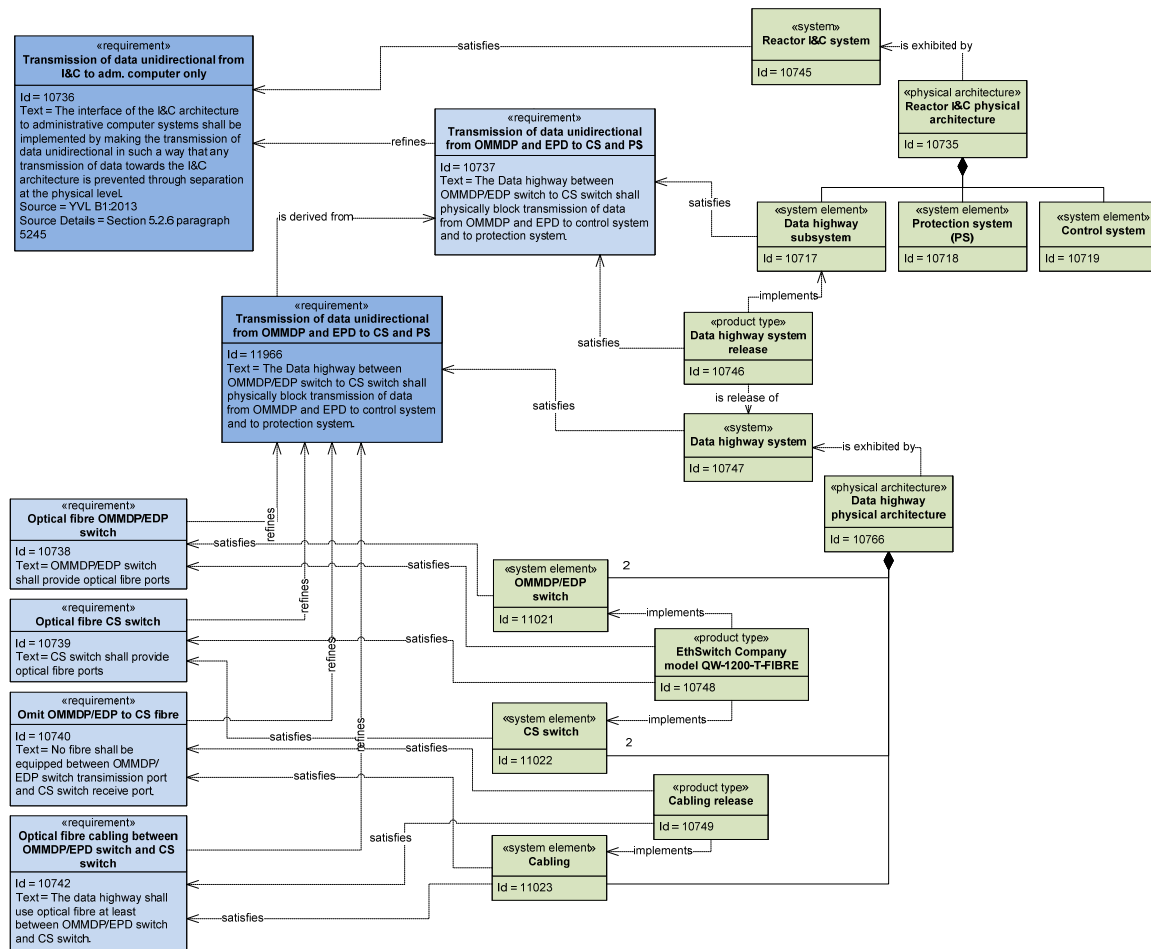 «requirement»
Transmission of data unidirectional from
I&C to adm. computer only
Id = 10736
Text = The interface of the I&C architecture
to administrative computer systems shall be
implemented by making the transmission of
data unidirectional in such a way that any
transmission of data towards the I&C
architecture is prevented through separation
at the physical level.
Source = YVL B1:2013
Source Details = Section 5.2.6 paragraph
5245
satisfies
«system»
Reactor I&C system
Id = 10745
is exhibited by
«physical architecture»
Reactor I&C physical
architecture
Id = 10735
refines
«requirement»
Transmission of data unidirectional
from OMMDP and EPD to CS and PS
Id = 10737
Text = The Data highway between
OMMDP/EDP switch to CS switch shall
physically block transmission of data
from OMMDP and EPD to control system
and to protection system.
satisfies
«system element»
Data highway
subsystem
Id = 10717
«system element»
Protection system
(PS)
Id = 10718
«system element»
Control system
Id = 10719
is derived from
implements
«requirement»
Transmission of data unidirectional
from OMMDP and EPD to CS and PS
Id = 11966
Text = The Data highway between
OMMDP/EDP switch to CS switch shall
physically block transmission of data
from OMMDP and EPD to control system
and to protection system.
satisfies
«product type»
Data highway system
release
Id = 10746
is release of
satisfies
«system»
Data highway system
Id = 10747
is exhibited by
«physical architecture»
Data highway
physical architecture
Id = 10766
«requirement»
Optical fibre OMMDP/EDP
switch
Id = 10738
Text = OMMDP/EDP switch
shall provide optical fibre ports
refines
satisfies
satisfies
«system element»
OMMDP/EDP
switch
Id = 11021
2
implements
«requirement»
Optical fibre CS switch
Id = 10739
Text = CS switch shall provide
optical fibre ports
refines
satisfies
«product type»
EthSwitch Company
model QW-1200-T-FIBRE
Id = 10748
implements
«requirement»
Omit OMMDP/EDP to CS fibre
Id = 10740
Text = No fibre shall be
equipped between OMMDP/
EDP switch transmission port
and CS switch receive port.
refines
refines
satisfies
satisfies
satisfies
«system element»
CS switch
Id = 11022
2
«product type»
Cabling release
Id = 10749
implements
«requirement»
Optical fibre cabling between
OMMDP/EPD switch and CS
switch
Id = 10742
Text = The data highway shall
use optical fibre at least
between OMMDP/EPD switch
and CS switch.
satisfies
satisfies
«system element»
Cabling
Id = 11023